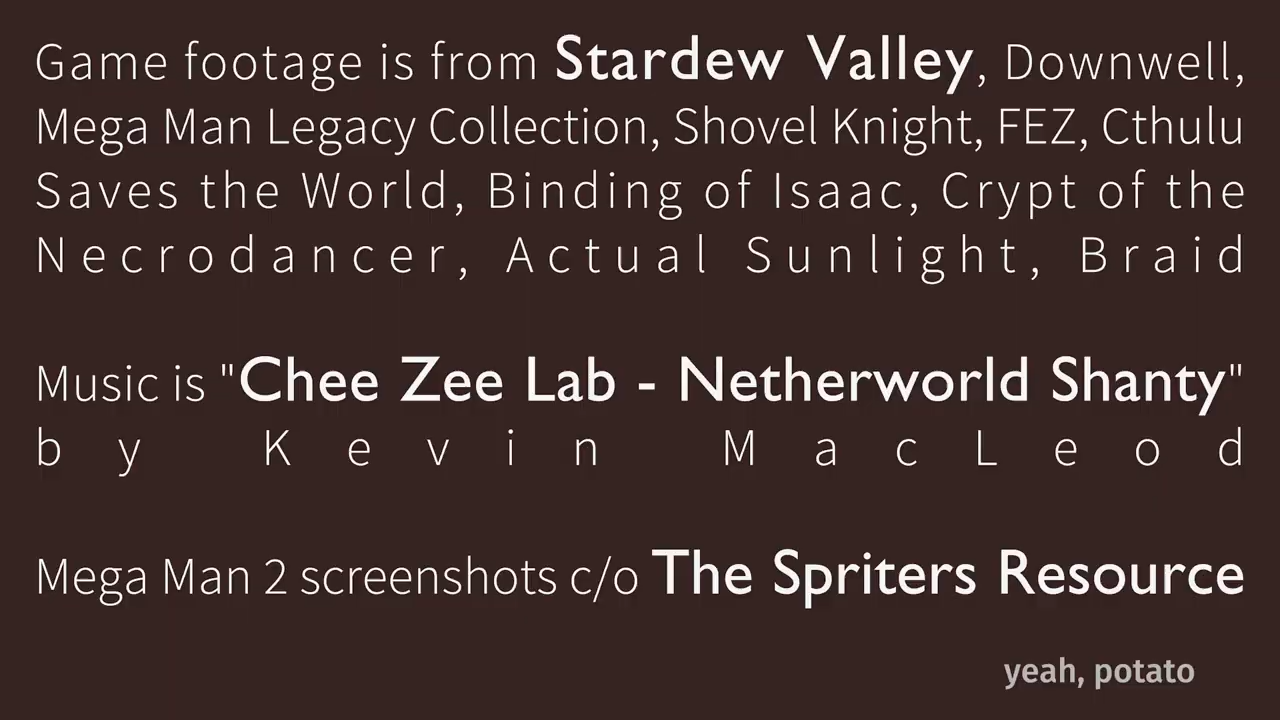 Game footage is from Stardew Valley, Downwell,
Mega Man Legacy Collection, Shovel Knight, FEZ, Cthulu
Saves the World, Binding of Isaac, Crypt of the
Necrodancer, Actual Sunlight, Braid
Music is "Chee Zee Lab - Netherworld Shanty"
by Kevin MacLeod
Mega Man 2 screenshots c/o The Spriters Resource
yeah, potato